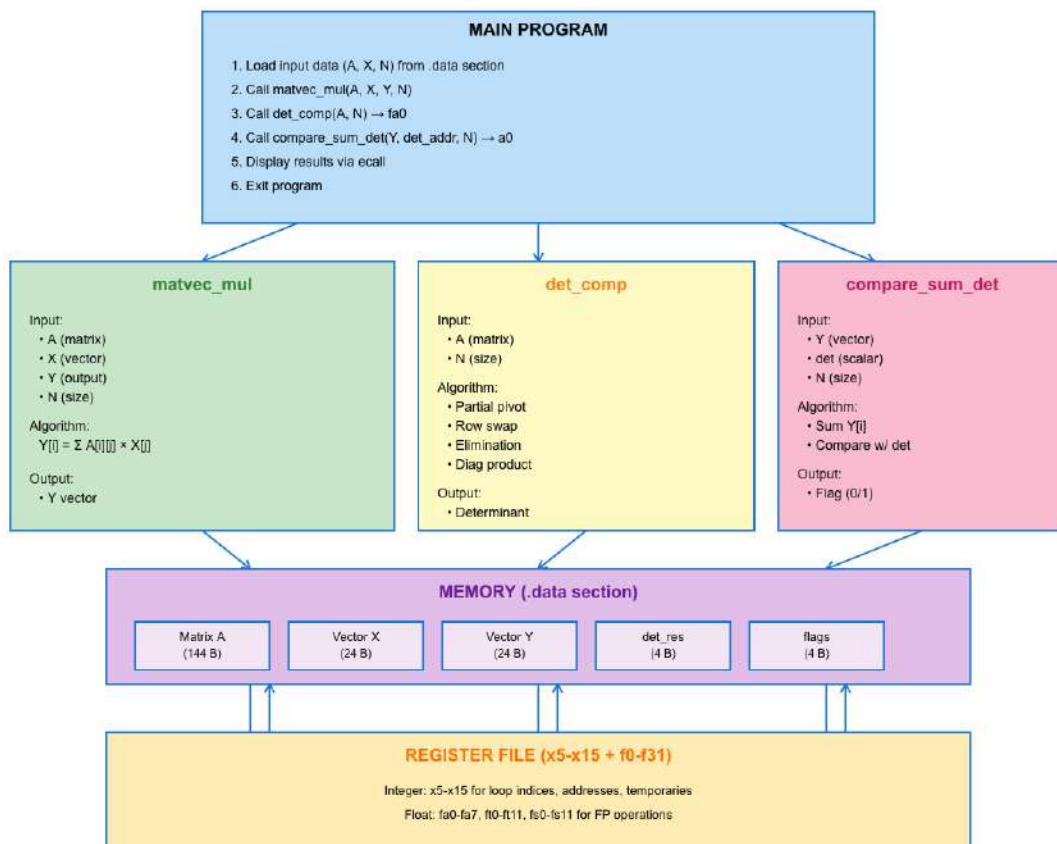 MAIN PROGRAM
1. Load input data (A, X, N) from .data section
2. Call matvec_mul(A, X, Y, N)
3. Call det_comp(A, N) → fa0
4. Call compare_sum_det(Y, det_addr, N) → a0
5. Display results via ecall
6. Exit program
matvec_mul
Input:
• A (matrix)
• X (vector)
• Y (output)
• N (size)
Algorithm:
Y[i] = Σ A[i][j] × X[j]
Output:
• Y vector
det_comp
Input:
• A (matrix)
• N (size)
Algorithm:
• Partial pivot
• Row swap
• Elimination
• Diag product
Output:
• Determinant
compare_sum_det
Input:
• Y (vector)
• det (scalar)
• N (size)
Algorithm:
• Sum Y[i]
• Compare w/ det
Output:
• Flag (0/1)
MEMORY (.data section)
Matrix A
(144 B)
Vector X
(24 B)
Vector Y
(24 B)
det_res
(4 B)
flags
(4 B)
REGISTER FILE (x5-x15 + f0-f31)
Integer: x5-x15 for loop indices, addresses, temporaries
Float: fa0-fa7, ft0-ft11, fs0-fs11 for FP operations